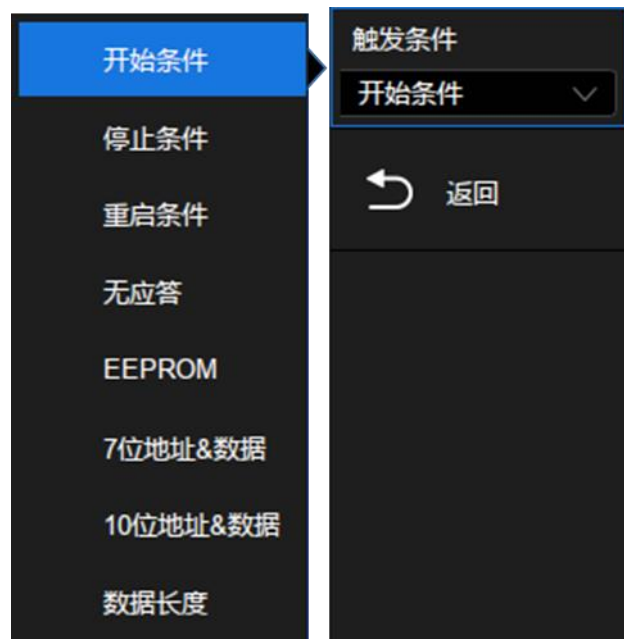 开始条件
停止条件
重启条件
无应答
EEPROM
7位地址&数据
10位地址&数据
数据长度
触发条件
开始条件
返回